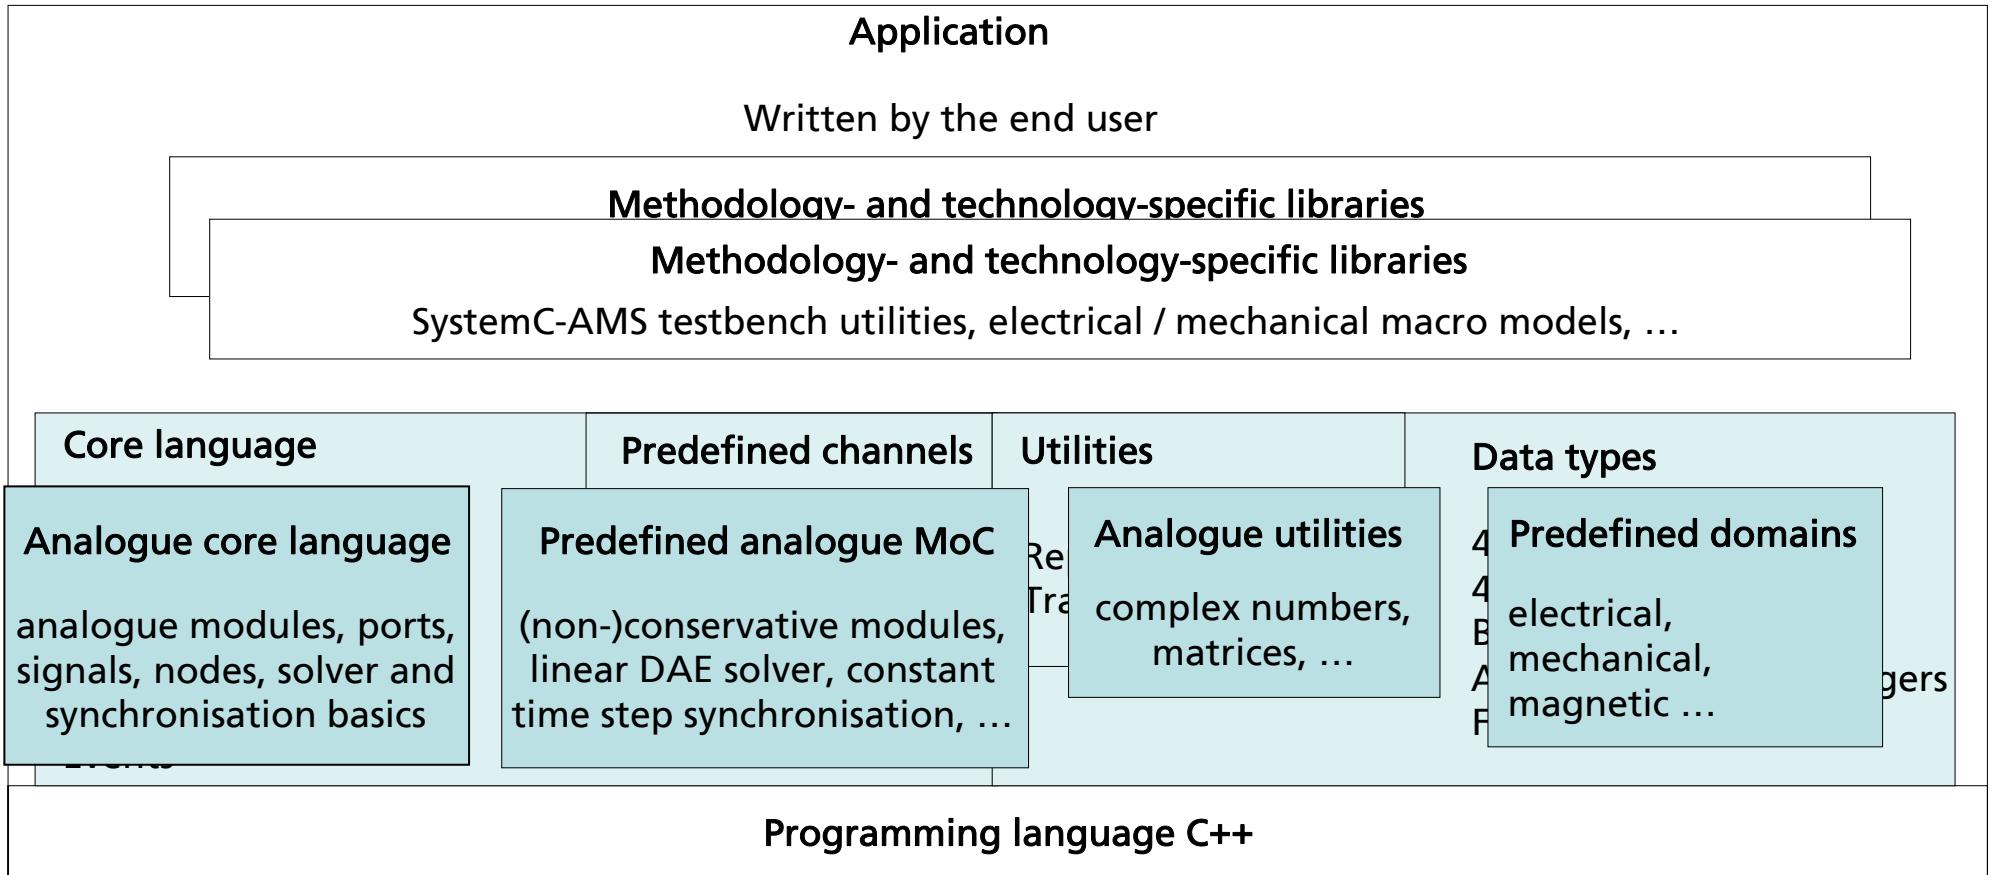 Application
Written by the end user
Methodology- and technology-specific libraries
Methodology- and technology-specific libraries
SystemC-AMS testbench utilities, electrical / mechanical macro models, …
Core language
Predefined channels
Utilities
Data types
Analogue core language
analogue modules, ports,
signals, nodes, solver and
synchronisation basics
Events
Predefined analogue MoC
(non-)conservative modules,
linear DAE solver, constant
time step synchronisation, …
Analogue utilities
complex numbers,
matrices, …
Predefined domains
electrical,
mechanical,
magnetic …
Programming language C++